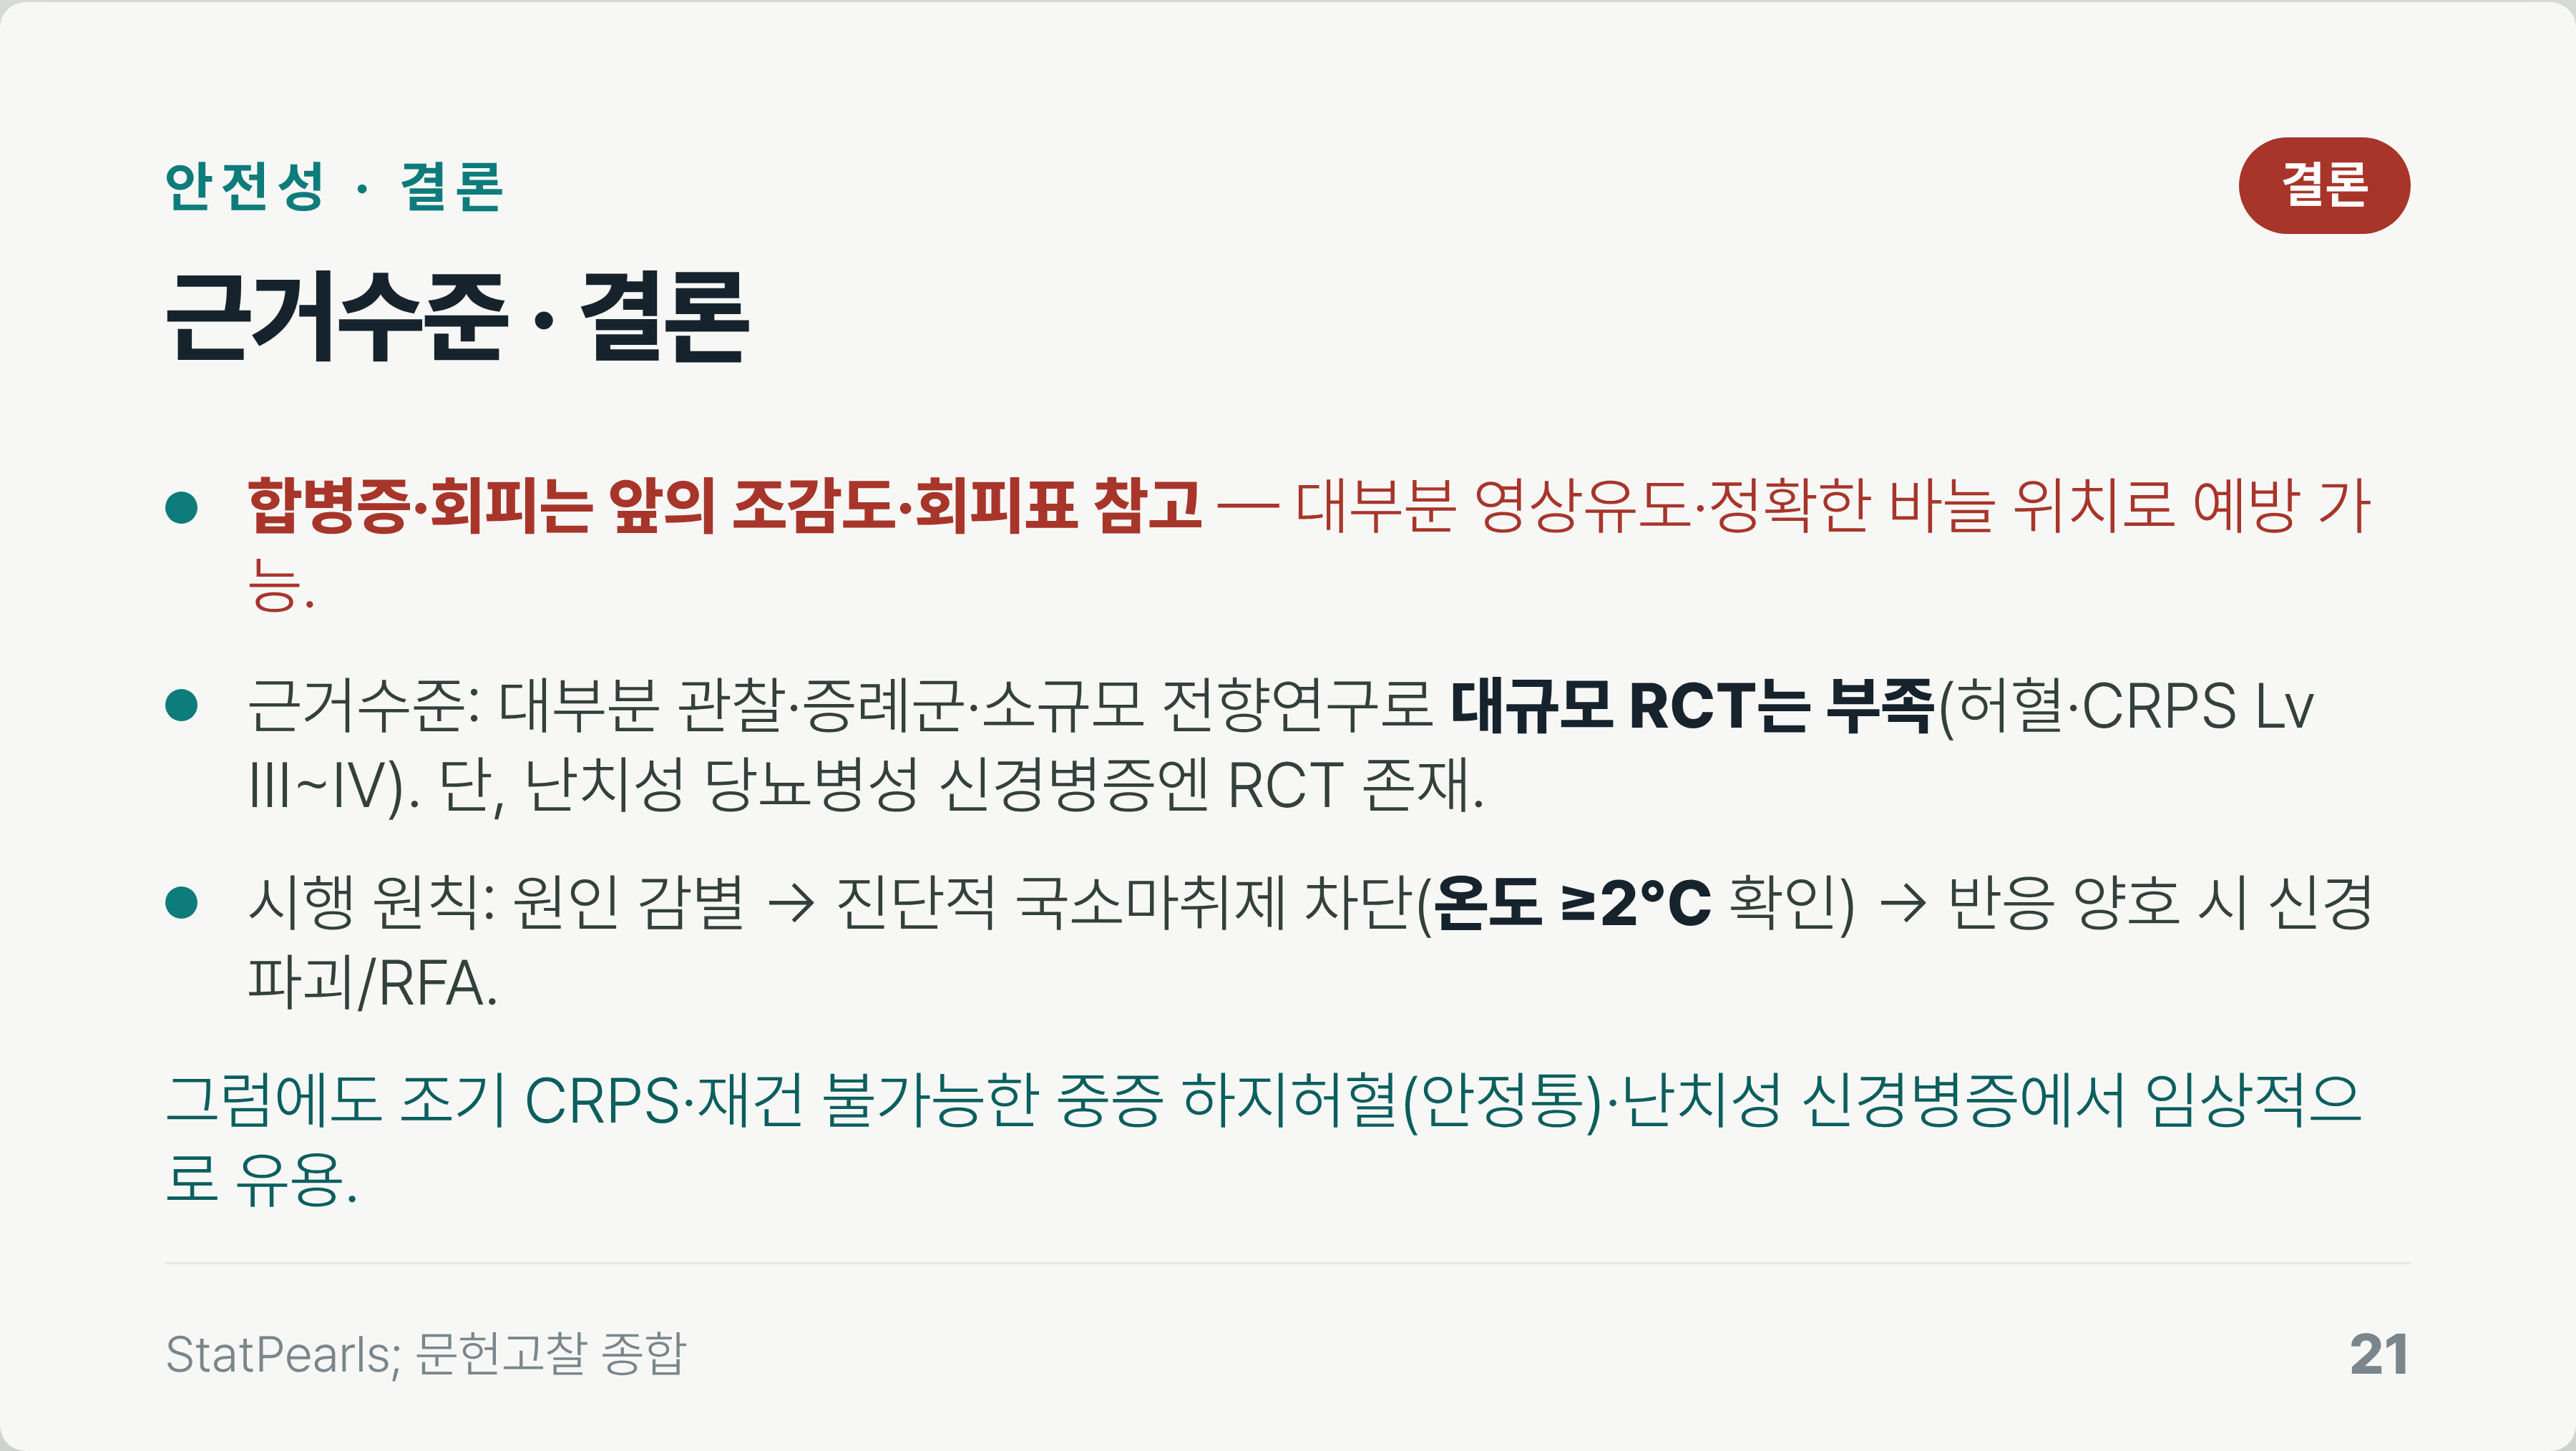 안전성 · 결론
결론
근거수준 · 결론
합병증·회피는 앞의 조감도·회피표 참고 — 대부분 영상유도·정확한 바늘 위치로 예방 가
능.
근거수준: 대부분 관찰·증례군·소규모 전향연구로 대규모 RCT는 부족(허혈·CRPS Lv
III~IV). 단, 난치성 당뇨병성 신경병증엔 RCT 존재.
시행 원칙: 원인 감별 → 진단적 국소마취제 차단(온도 ≥2°C 확인) → 반응 양호 시 신경
파괴/RFA.
그럼에도 조기 CRPS·재건 불가능한 중증 하지허혈(안정통)·난치성 신경병증에서 임상적으
로 유용.
StatPearls; 문헌고찰 종합
21